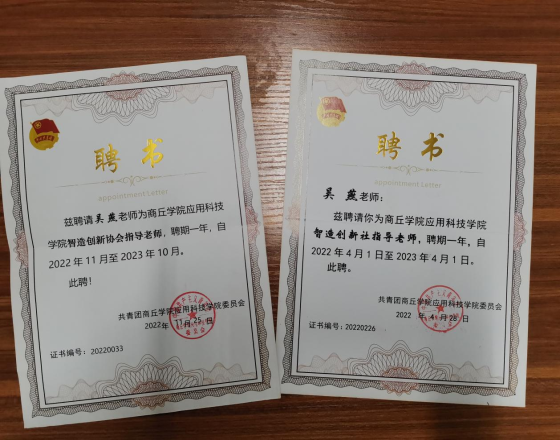 聘书
appointment Letter
兹聘请吴燕老师为商丘学院应用科技
学院智造创新协会指导老师，聘期一年，自
2022年11月至2023年10月。
此聘！
共青团商丘学院应用科技学院委员会
2022年 11月 25日
证书编号：20220033
聘书
appointment Letter
吴 燕老师：
兹聘请你为商丘学院应用科技学院
智造创新社指导老师，聘期一年，自
2022年4月1日至2023年4月1日。
此聘。
共青团商丘学院应用科技学院委员会
2022 年 4月 日
证书编号：20220226